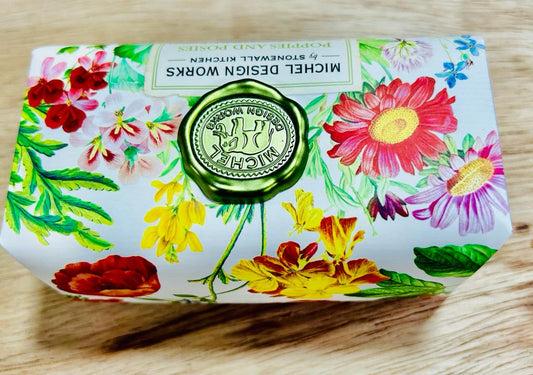 MICHEL DESIGN WORKS
by STONEWALL KITCHEN
POPPIES AND POSIES
MICHEL
DESIGN WORKS